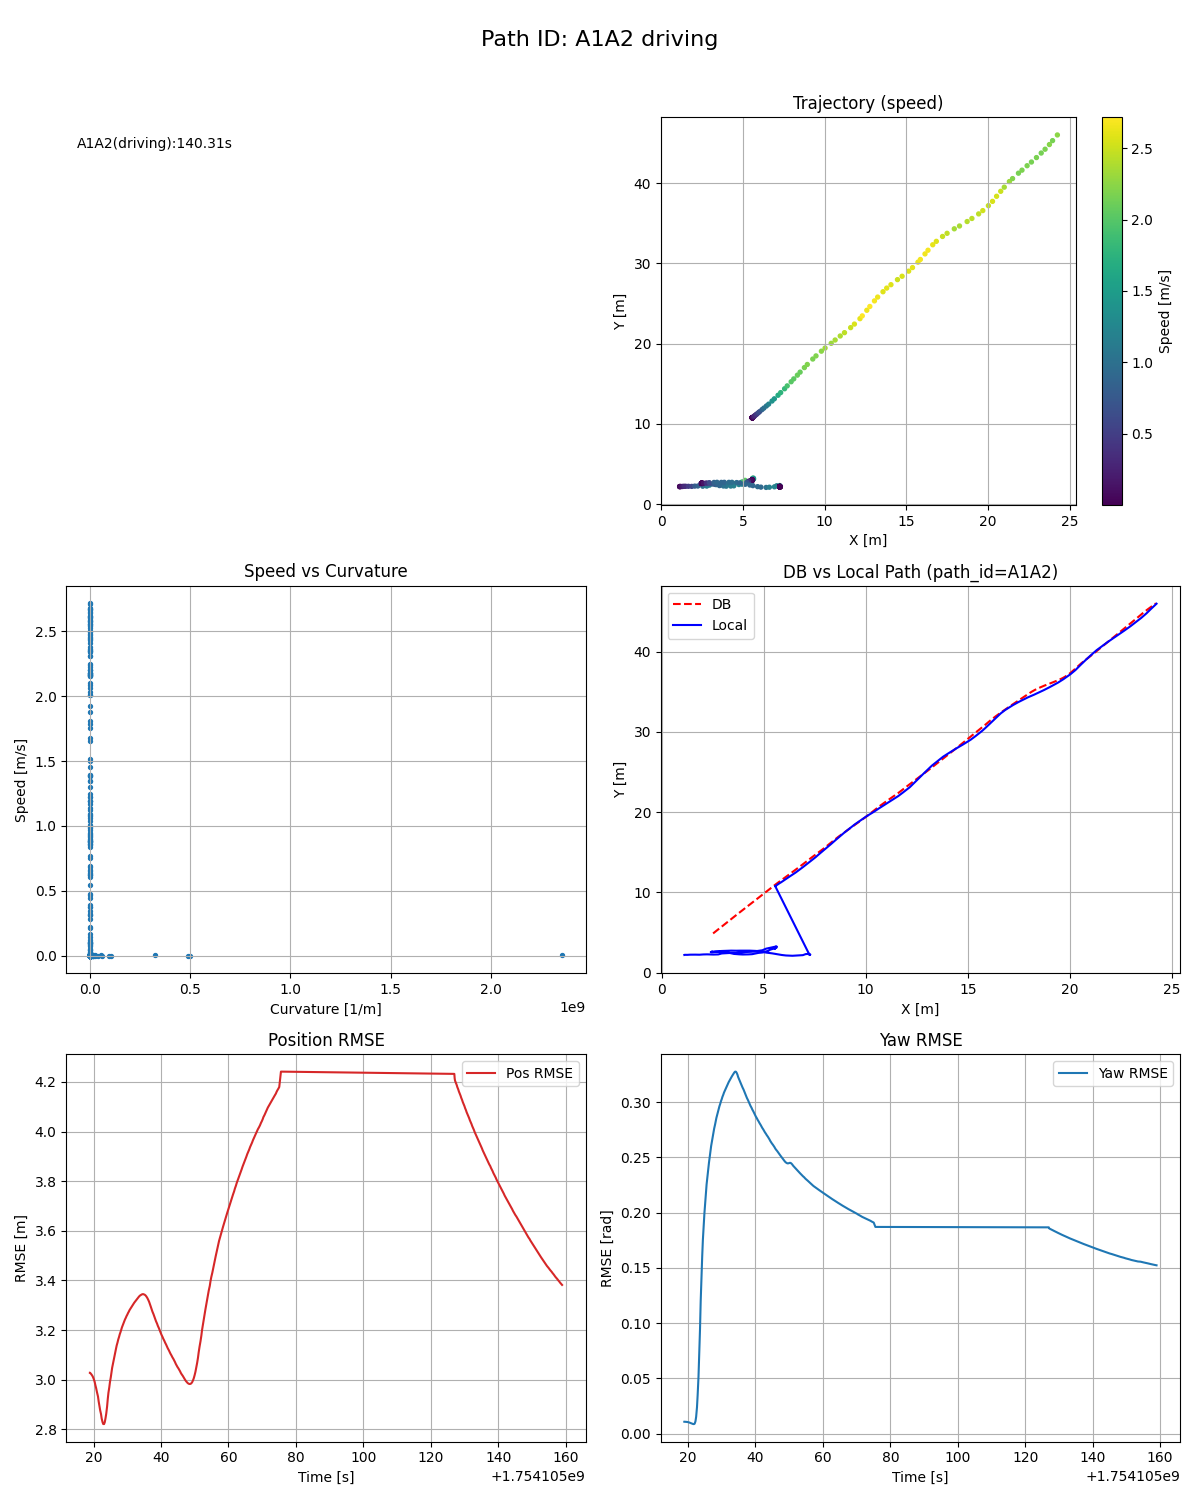 Path ID: A1A2 driving
A1A2(driving):140.31s
Trajectory (speed)
40
30
20
10
0
Y [m]
0
5
10
15
20
25
X [m]
2.5
2.0
1.5
1.0
0.5
Speed [m/s]
Speed vs Curvature
2.5
2.0
1.5
1.0
0.5
0.0
Speed [m/s]
0.0
0.5
1.0
1.5
2.0
1e9
Curvature [1/m]
DB vs Local Path (path_id=A1A2)
DB
Local
40
30
20
10
0
Y [m]
0
5
10
15
20
25
X [m]
Position RMSE
Pos RMSE
4.2
4.0
3.8
3.6
3.4
3.2
3.0
2.8
RMSE [m]
20
40
60
80
100
120
140
160
Time [s]
+1.754105e9
Yaw RMSE
Yaw RMSE
0.30
0.25
0.20
0.15
0.10
0.05
0.00
RMSE [rad]
20
40
60
80
100
120
140
160
Time [s]
+1.754105e9